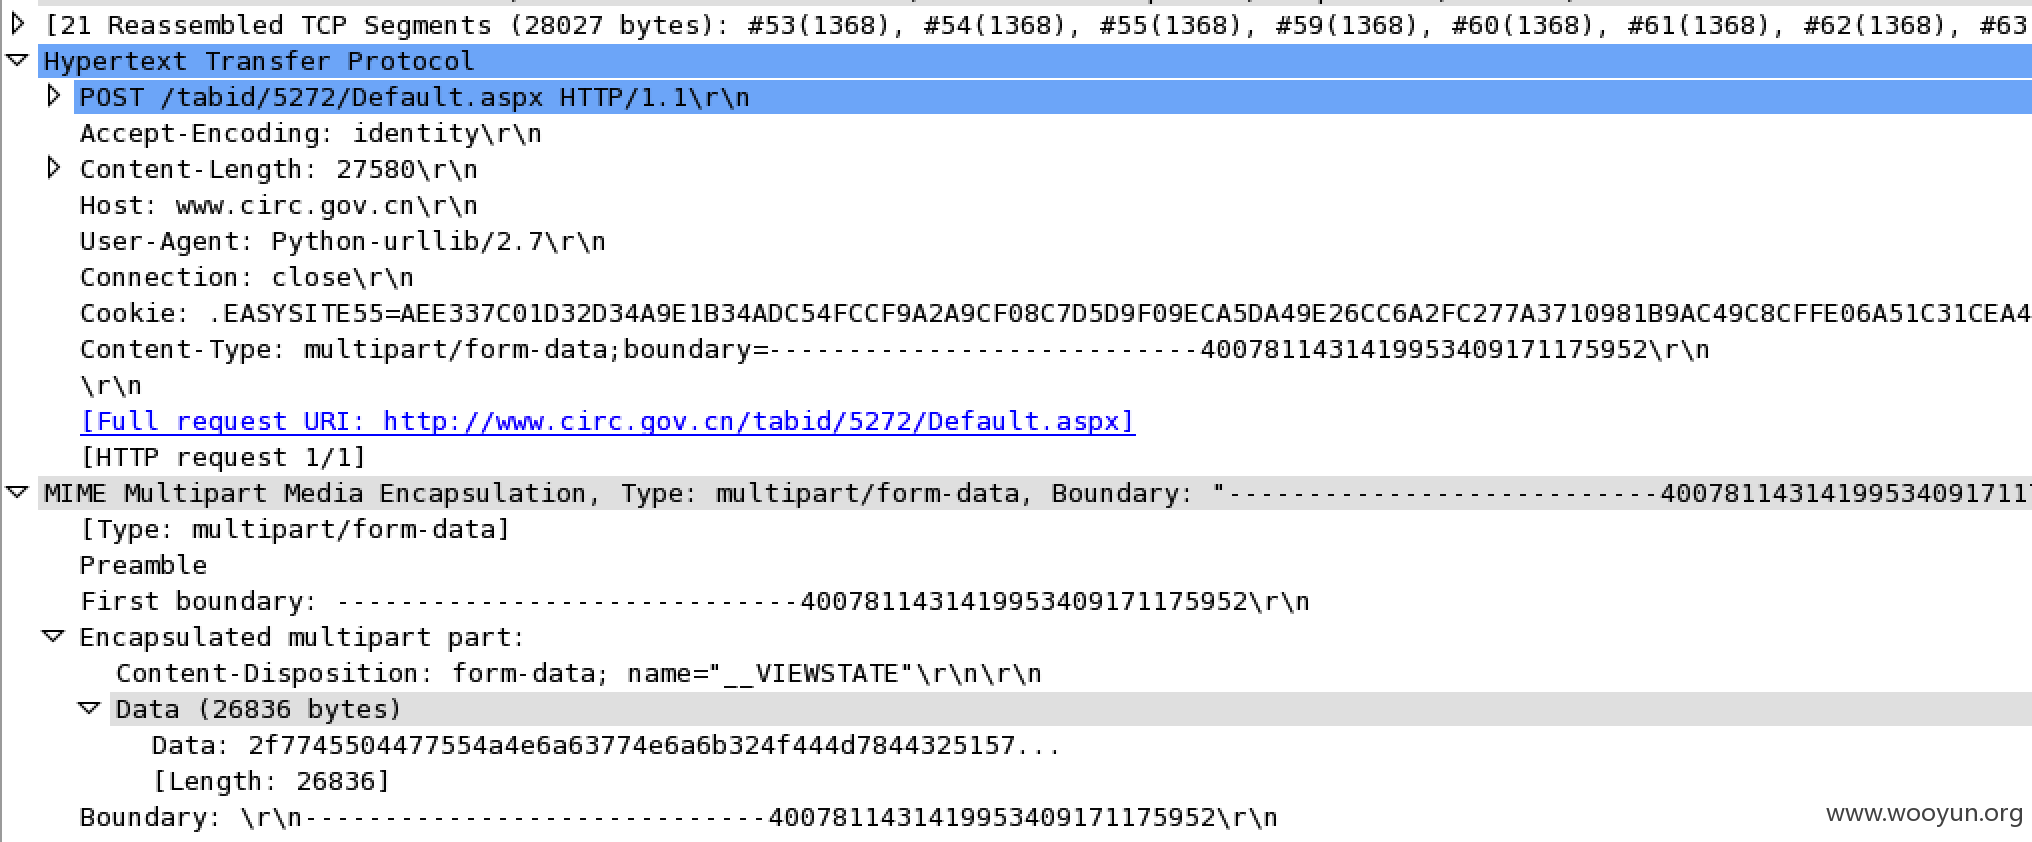 [21 Reassembled TCP Segments (28027 bytes): #53(1368), #54(1368), #55(1368), #59(1368), #60(1368), #61(1368), #62(1368), #63
Hypertext Transfer Protocol
POST /tabid/5272/Default.aspx HTTP/1.1\r\n
Accept-Encoding: identity\r\n
Content-Length: 27580\r\n
Host: www.circ.gov.cn\r\n
User-Agent: Python-urllib/2.7\r\n
Connection: close\r\n
Cookie: .EASYSITE55=AEE337C01D32D34A9E1B34ADC54FCCF9A2A9CF08C7D5D9F09ECA5DA49E26CC6A2FC277A3710981B9AC49C8CFFE06A51C31CEA4
Content-Type: multipart/form-data;boundary=---------------------------4007811431419953409171175952\r\n
\r\n
[Full request URI: http://www.circ.gov.cn/tabid/5272/Default.aspx]
[HTTP request 1/1]
MIME Multipart Media Encapsulation, Type: multipart/form-data, Boundary: "---------------------------40078114314199534091711
[Type: multipart/form-data]
Preamble
First boundary: -----------------------------4007811431419953409171175952\r\n
Encapsulated multipart part:
Content-Disposition: form-data; name="__VIEWSTATE"\r\n\r\n
Data (26836 bytes)
Data: 2f7745504477554a4e6a63774e6a6b324f444d7844325157...
[Length: 26836]
Boundary: \r\n-----------------------------4007811431419953409171175952\r\n
www.wooyun.org